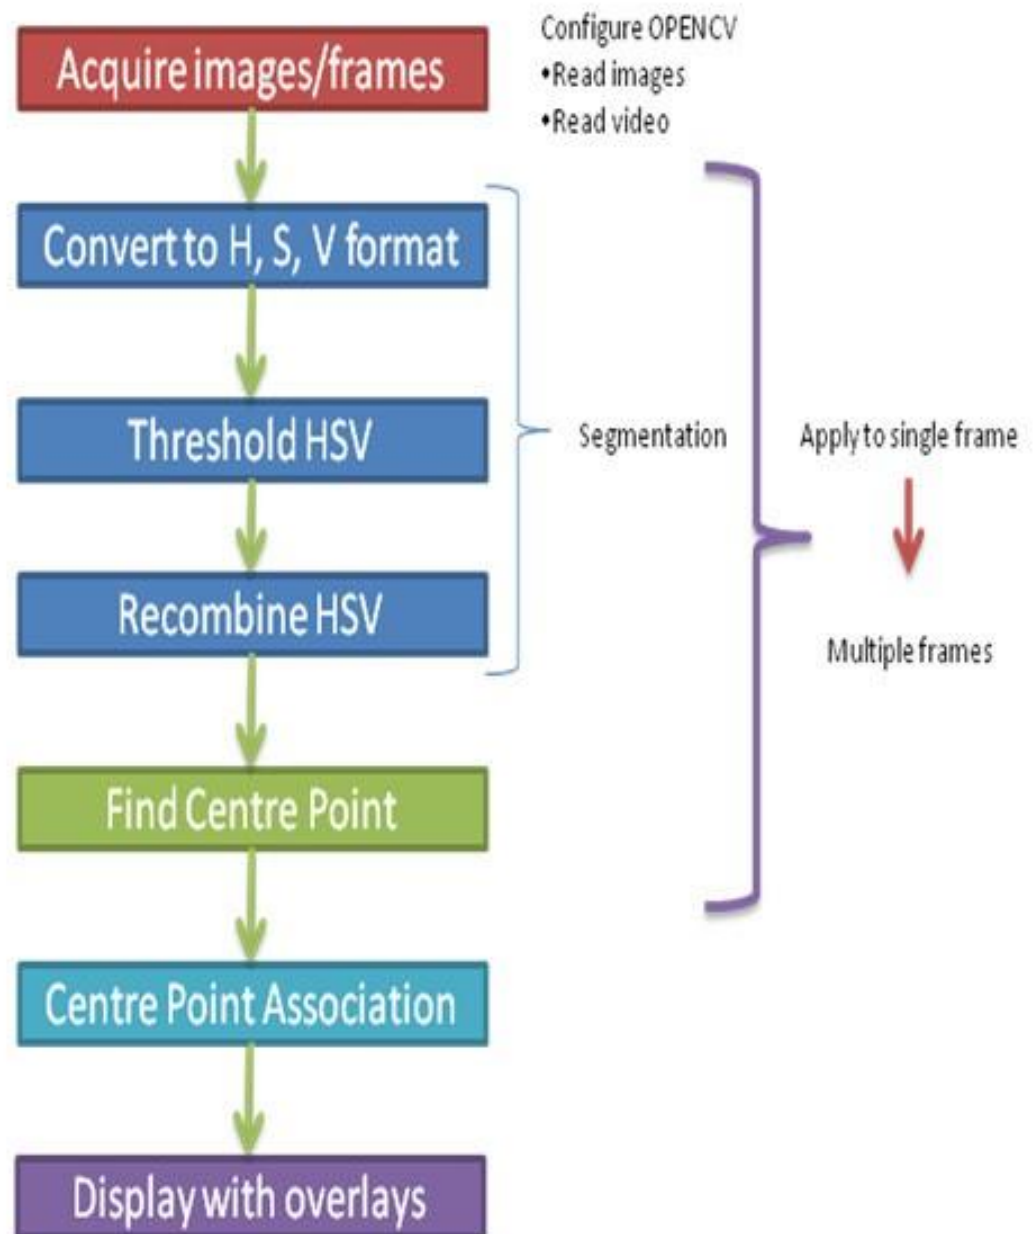 Acquire images/frames
Configure OPENCV
•Read images
•Read video
Convert to H, S, V format
Threshold HSV
Segmentation
Apply to single frame
Recombine HSV
Multiple frames
Find Centre Point
Centre Point Association
Display with overlays